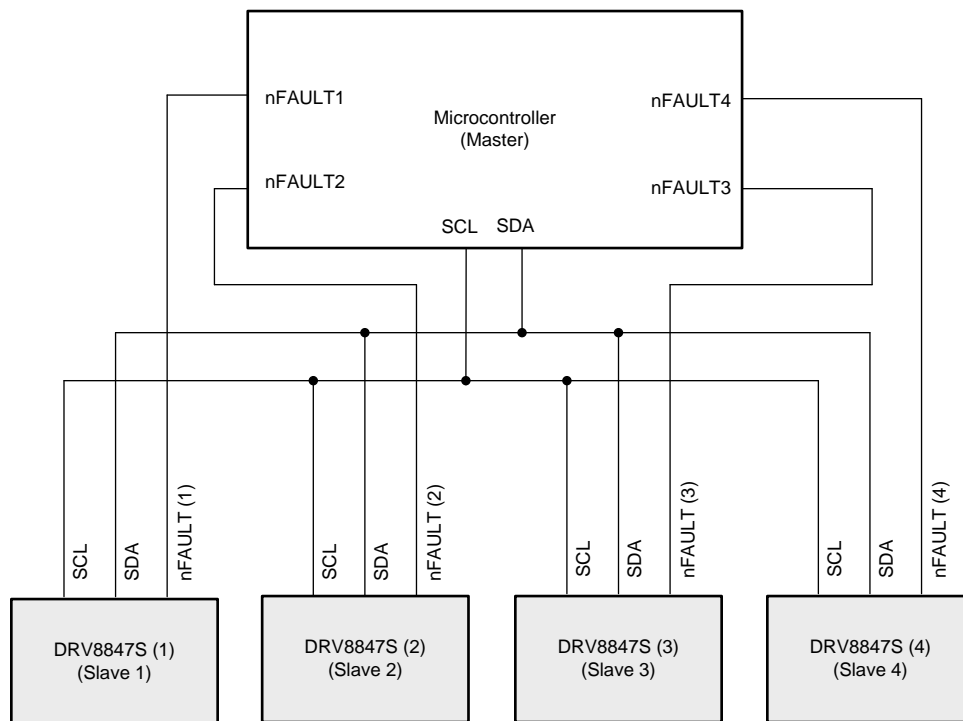 nFAULT1
nFAULT4
Microcontroller
(Master)
nFAULT2
nFAULT3
SCL
SDA
SCL
SDA
nFAULT (1)
SCL
SDA
nFAULT (2)
SCL
SDA
nFAULT (3)
SCL
SDA
nFAULT (4)
DRV8847S (1)
(Slave 1)
DRV8847S (2)
(Slave 2)
DRV8847S (3)
(Slave 3)
DRV8847S (4)
(Slave 4)